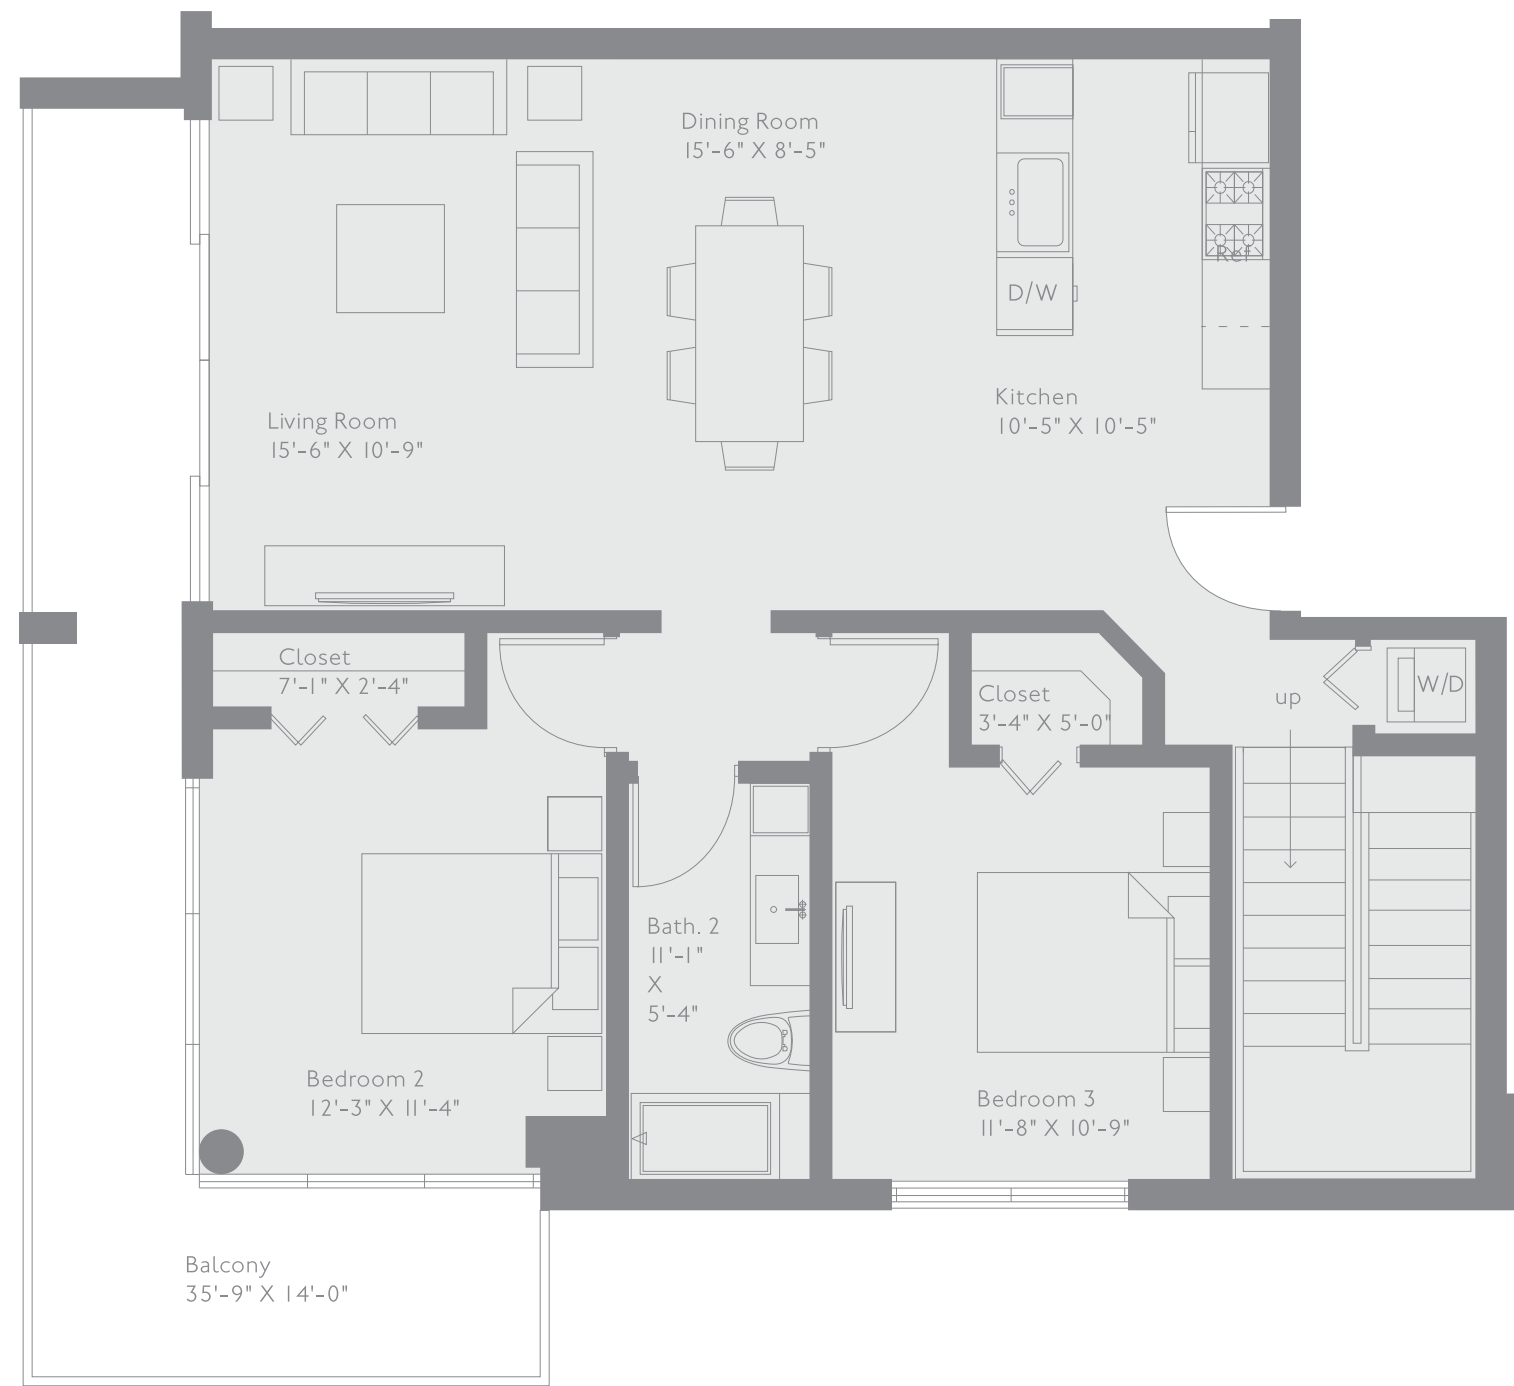 Dining Room
15'-6" X 8'-5"
Ref
D/W
Kitchen
10'-5" X 10'-5"
Living Room
15'-6" X 10'-9"
Closet
7'-1" X 2'-4"
Closet
3'-4" X 5'-0"
up
W/D
Bath. 2
11'-1"
X
5'-4"
Bedroom 2
12'-3" X 11'-4"
Bedroom 3
11'-8" X 10'-9"
Balcony
35'-9" X 14'-0"